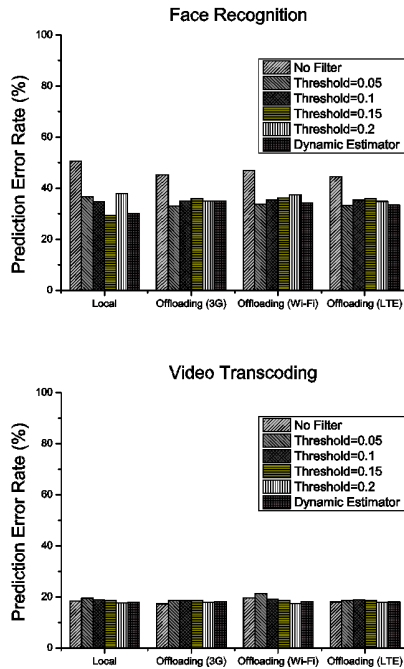 Face Recognition
Prediction Error Rate (%)
100
80
60
40
20
0
No Filter
Threshold=0.05
Threshold=0.1
Threshold=0.15
Threshold=0.2
Dynamic Estimator
Local
Offloading (3G)
Offloading (Wi-Fi)
Offloading (LTE)
Video Transcoding
Prediction Error Rate (%)
100
80
60
40
20
0
No Filter
Threshold=0.05
Threshold=0.1
Threshold=0.15
Threshold=0.2
Dynamic Estimator
Local
Offloading (3G)
Offloading (Wi-Fi)
Offloading (LTE)